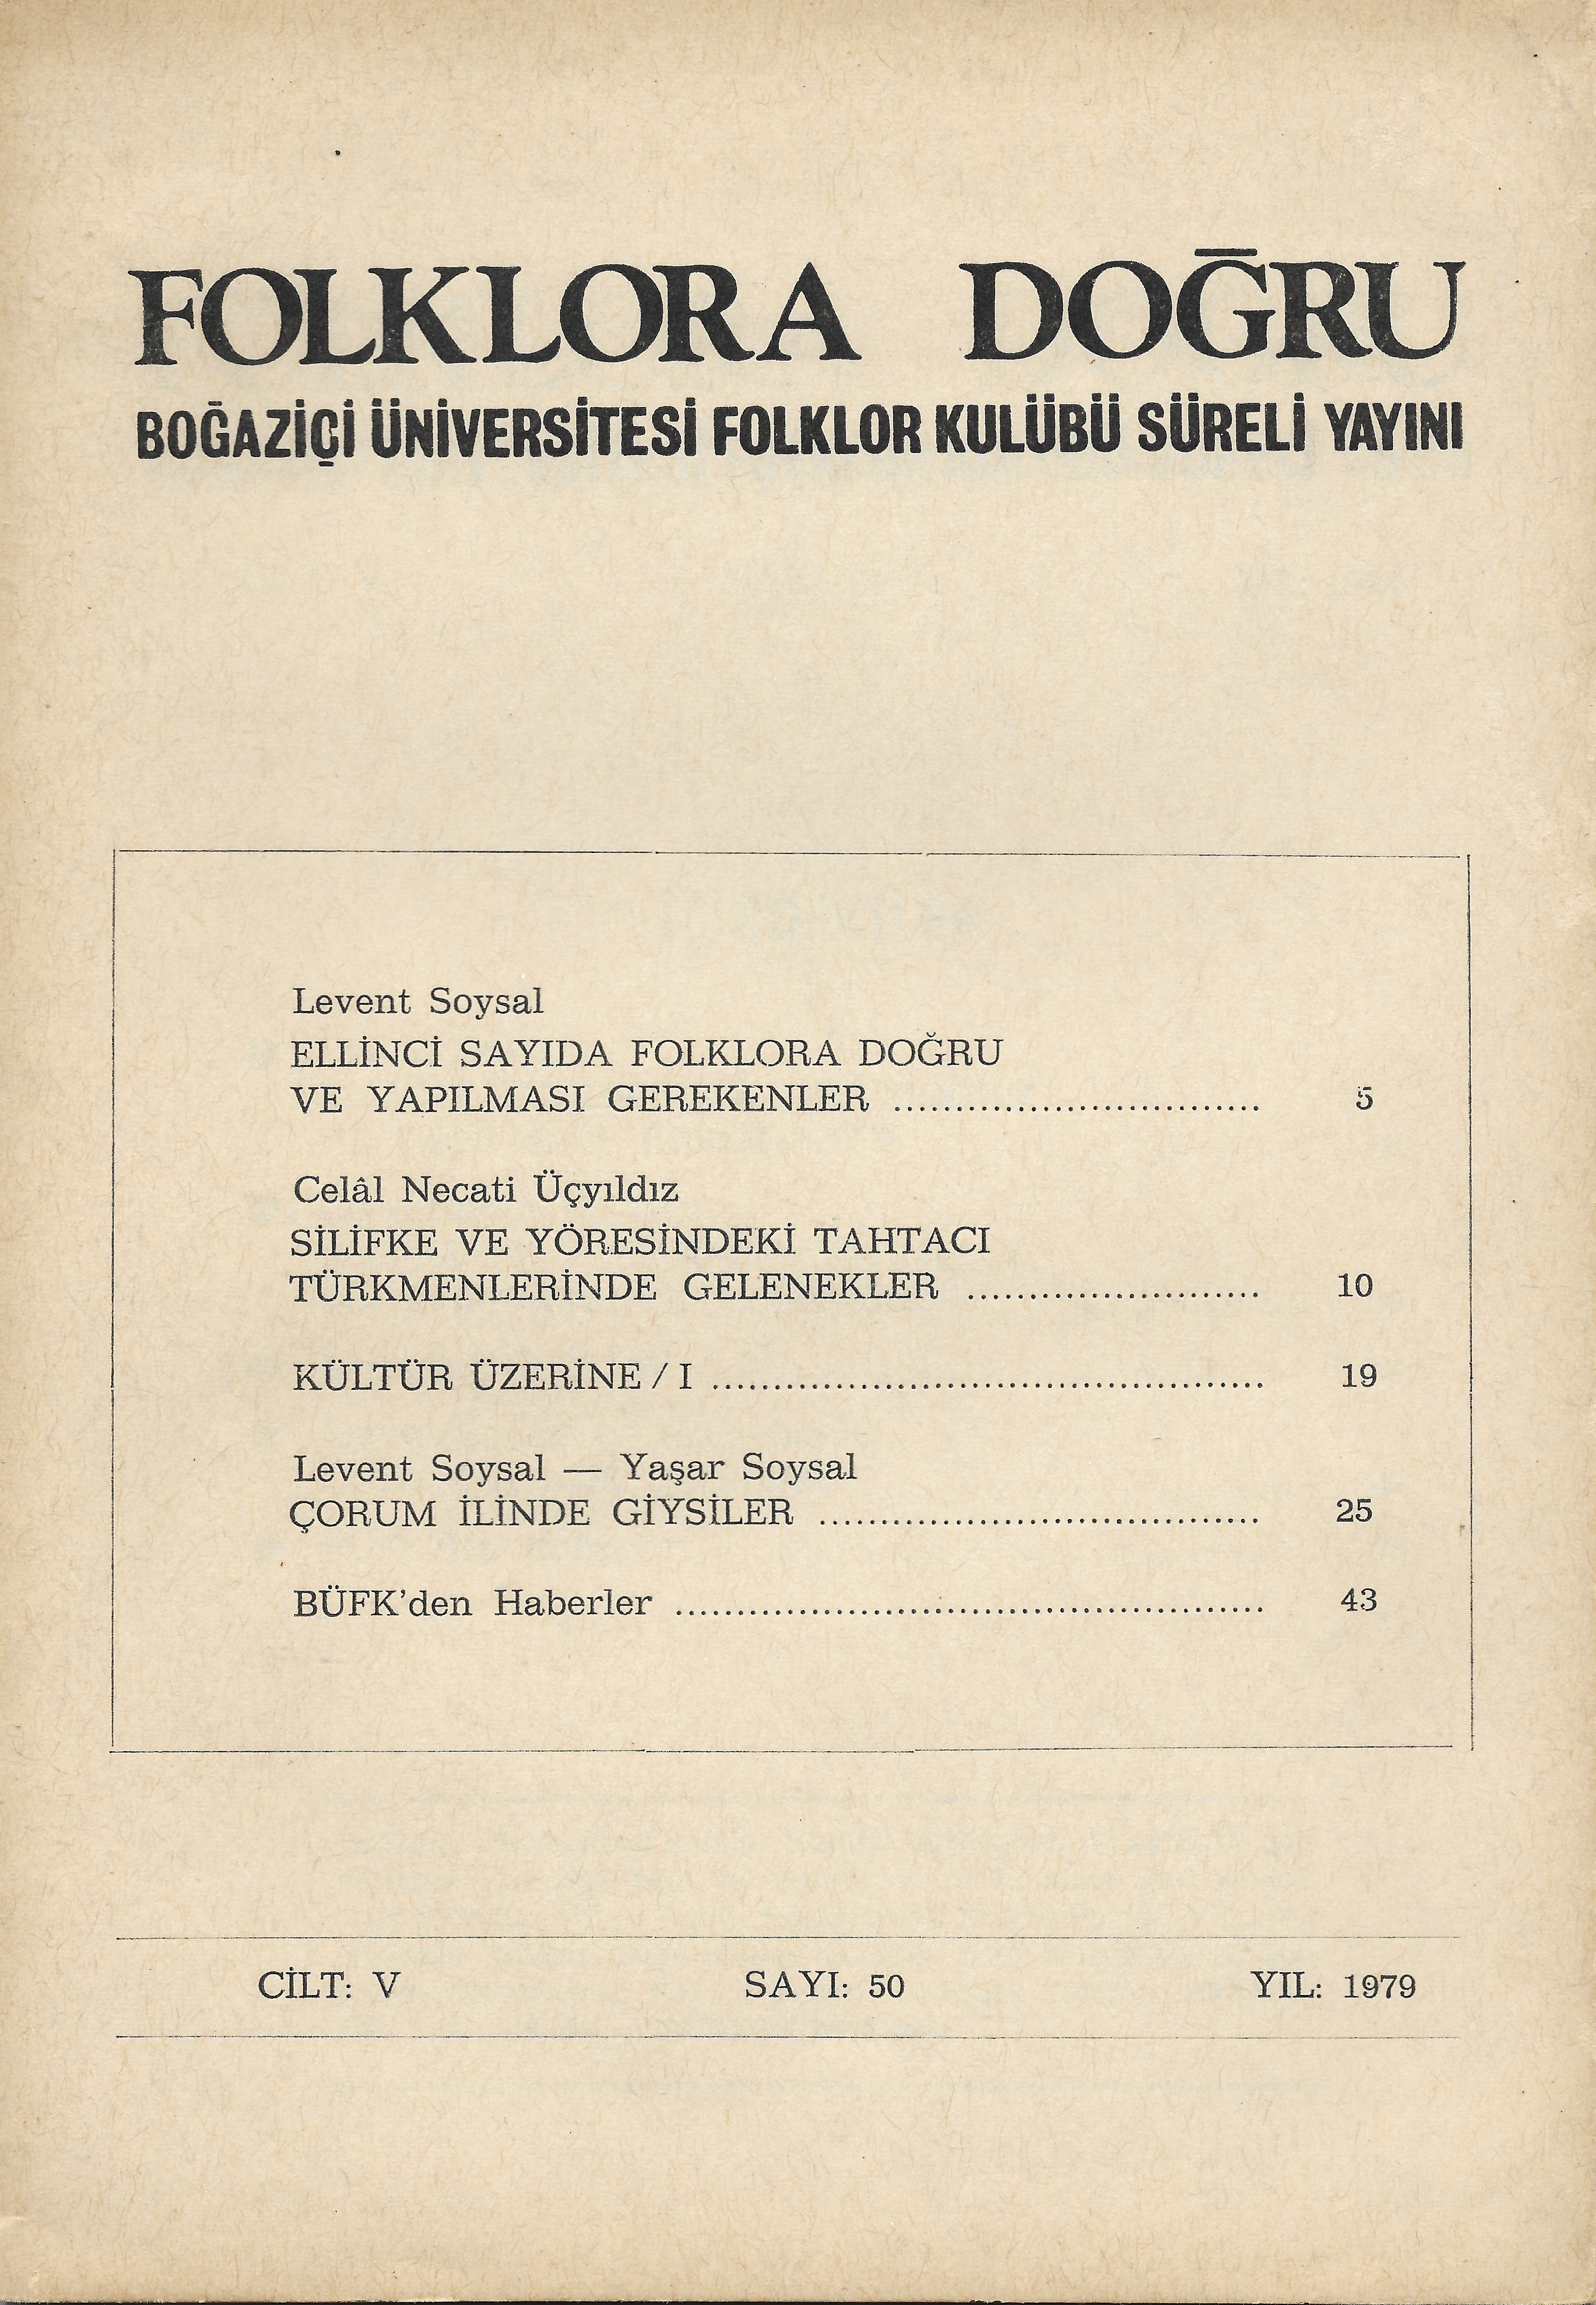 FOLKLORA DOĞRU
BOĞAZİÇİ ÜNİVERSİTESİ FOLKLOR KULÜBÜ SÜRELİ YAYINI
Levent Soysal
ELLİNCİ SAYIDA FOLKLORA DOĞRU
VE YAPILMASI GEREKENLER .............................. 5
Celâl Necati Üçyıldız
SİLİFKE VE YÖRESİNDEKİ TAHTACI
TÜRKMENLERİNDE GELENEKLER ........................ 10
KÜLTÜR ÜZERİNE / I ............................................. 19
Levent Soysal — Yaşar Soysal
ÇORUM İLİNDE GİYSİLER .................................... 25
BÜFK'den Haberler ................................................ 43
CİLT: V SAYI: 50 YIL: 1979